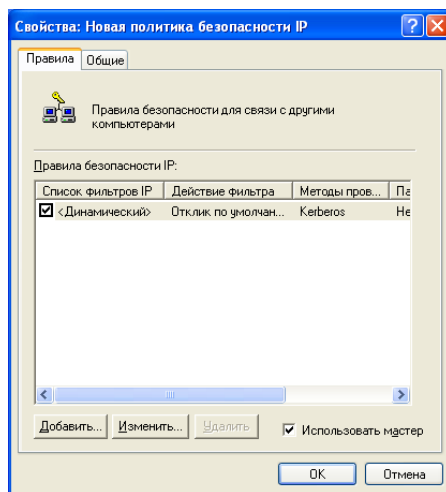 Свойства: Новая политика безопасности IP
Правила Общие
Правила безопасности для связи с другими
компьютерами
Правила безопасности IP:
Список фильтров IP Действие фильтра Методы пров... Па
<Динамический> Отклик по умолчан... Kerberos Не
Добавить... Изменить... Удалить Использовать мастер
OK Отмена